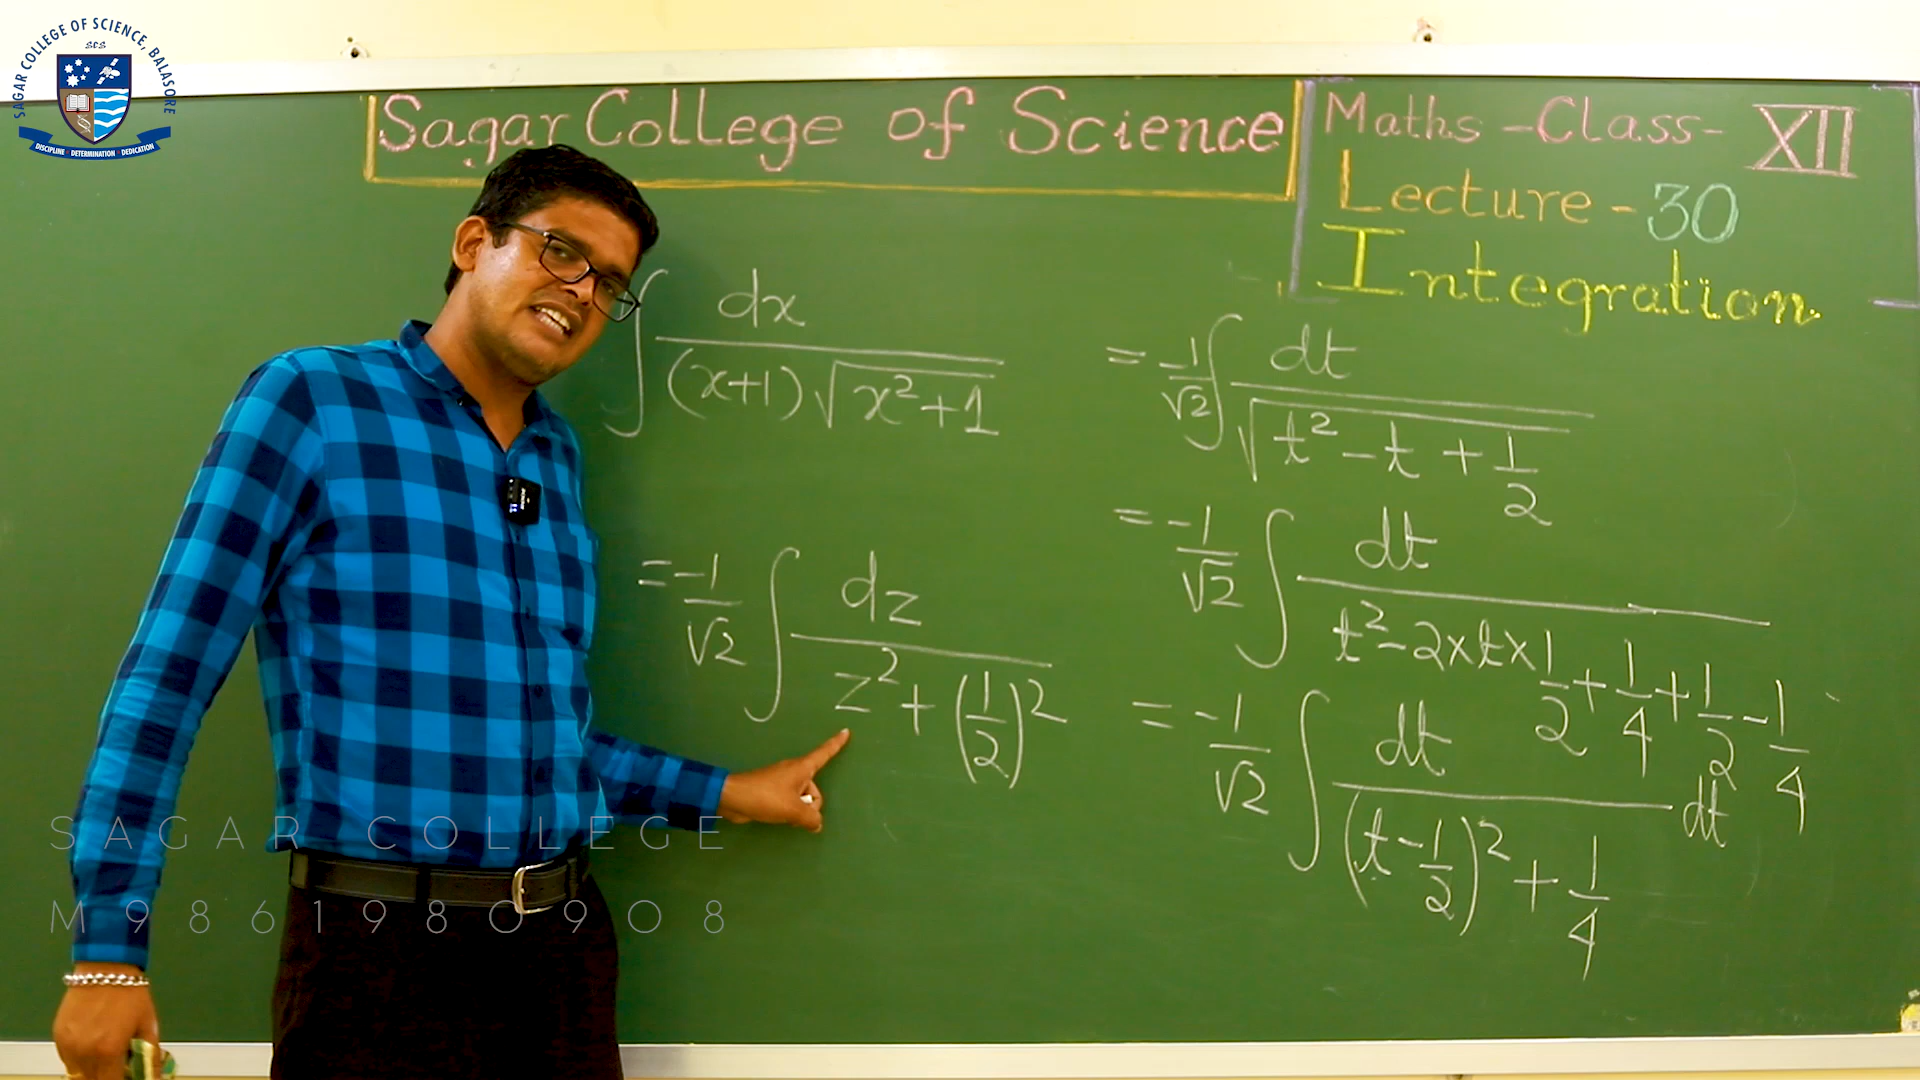 SAGAR COLLEGE OF SCIENCE, BALASORE
SCS
DISCIPLINE DETERMINATION DEDICATION
Sagar College of Science
Maths - Class - XII
Lecture - 30
Integration
∫ dx / (x+1)√(x²+1)
= -1/√2 ∫ dz / z² + (1/2)²
= -1/√2 ∫ dt / √(t² - t + 1/2)
= -1/√2 ∫ dt / t² - 2×t×1/2 + 1/4 + 1/2 - 1/4
= -1/√2 ∫ dt / (t - 1/2)² + 1/4 dt
SAGAR COLLEGE
M9861980908